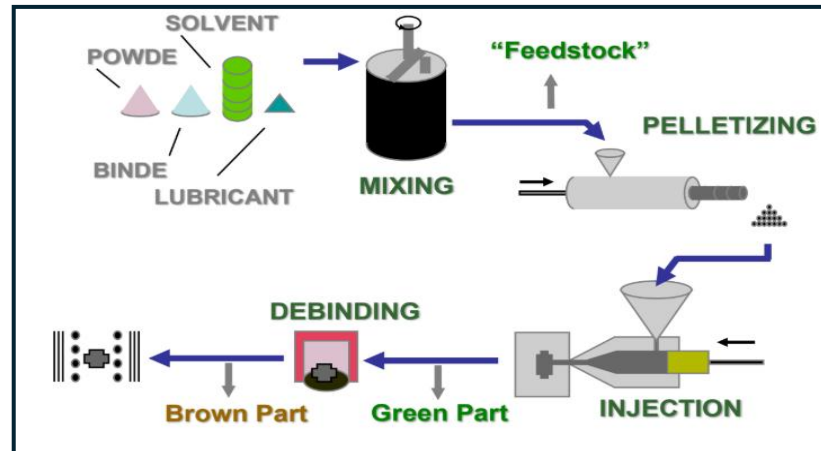 SOLVENT
POWDE
BINDE
LUBRICANT
MIXING
“Feedstock”
PELLETIZING
DEBINDING
INJECTION
Brown Part
Green Part